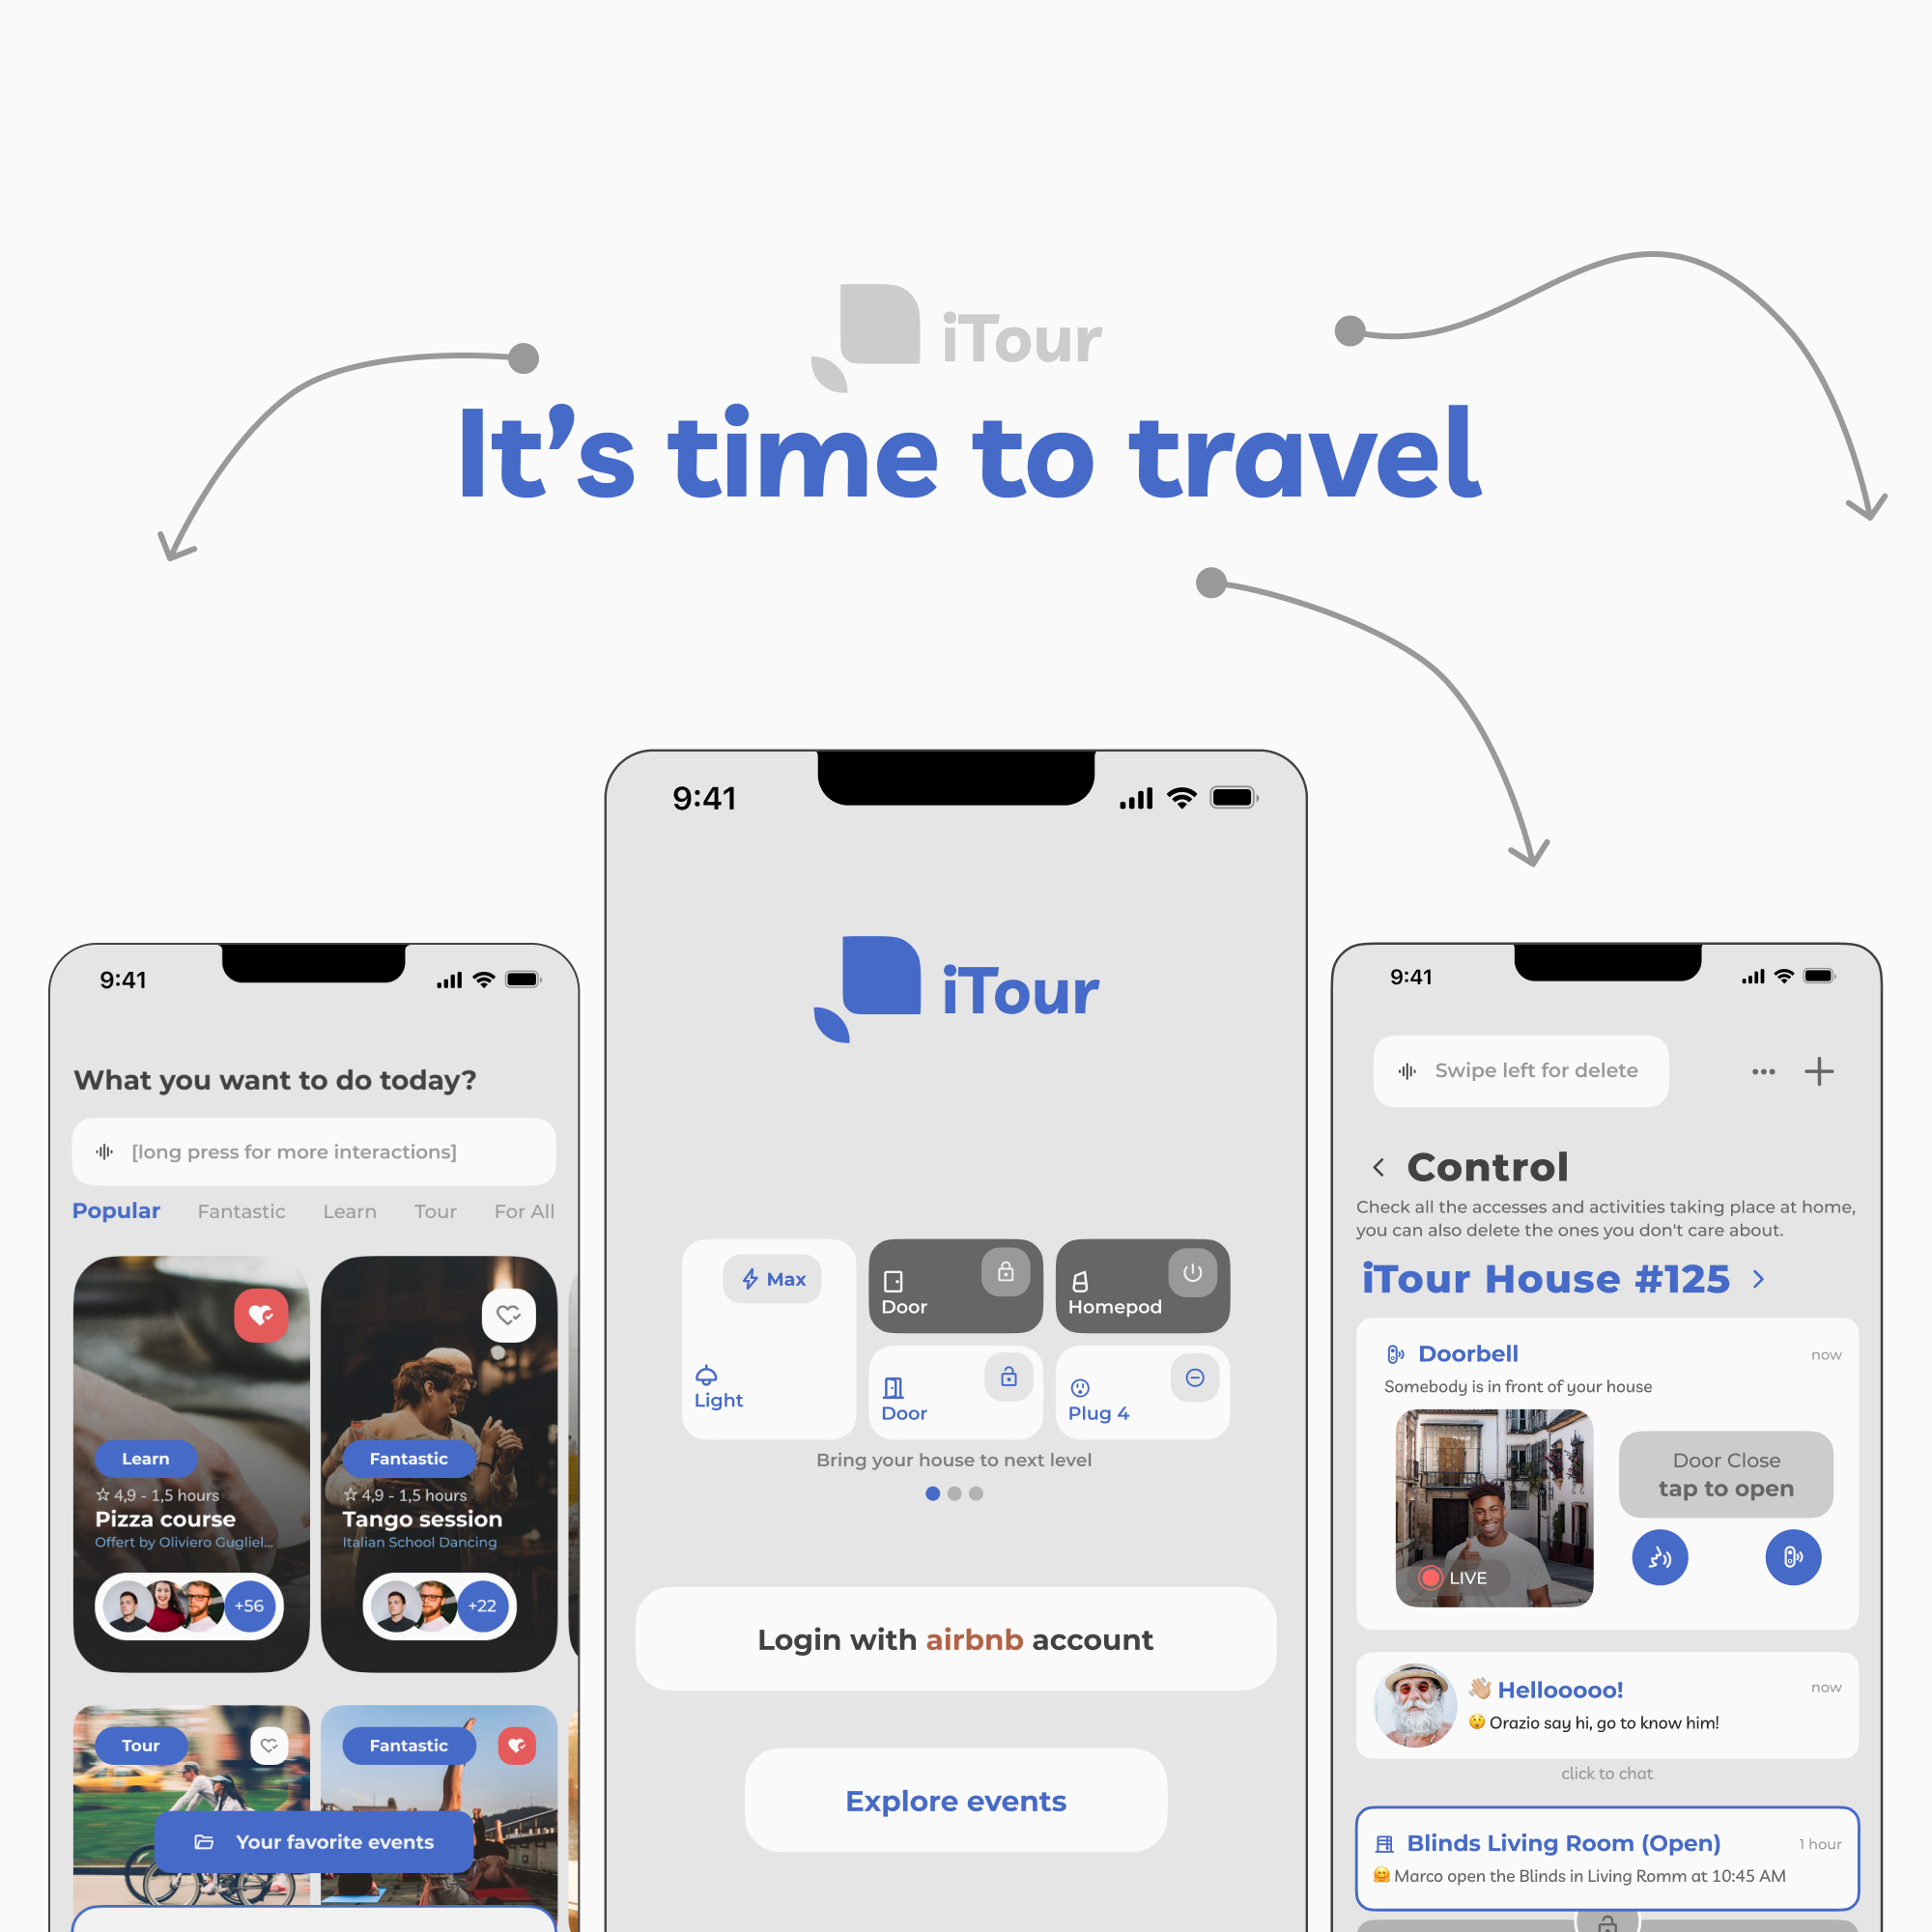 iTour
It's time to travel
9:41
What you want to do today?
[long press for more interactions]
Popular Fantastic Learn Tour For All
Learn
4,9 - 1,5 hours
Pizza course
Offert by Oliviero Gugliel...
+56
Fantastic
4,9 - 1,5 hours
Tango session
Italian School Dancing
+22
Tour
Fantastic
Your favorite events
9:41
iTour
Max
Light
Door
Homepod
Door
Plug 4
Bring your house to next level
Login with airbnb account
Explore events
9:41
Swipe left for delete
Control
Check all the accesses and activities taking place at home,
you can also delete the ones you don't care about.
iTour House #125
Doorbell
now
Somebody is in front of your house
LIVE
Door Close
tap to open
👋🏼 Hellooooo!
now
😲 Orazio say hi, go to know him!
click to chat
Blinds Living Room (Open)
1 hour
🤗 Marco open the Blinds in Living Romm at 10:45 AM